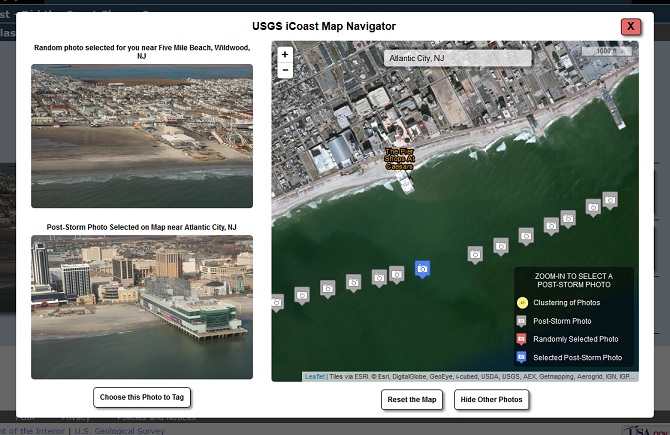 USGS iCoast Map Navigator
X
Random photo selected for you near Five Mile Beach, Wildwood,
NJ
Post-Storm Photo Selected on Map near Atlantic City, NJ
Choose this Photo to Tag
+
−
Atlantic City, NJ
1000 ft
The Pier
Shops At
Caesars
ZOOM-IN TO SELECT A
POST-STORM PHOTO
Clustering of Photos
Post-Storm Photo
Randomly Selected Photo
Selected Post-Storm Photo
Leaflet | Tiles via ESRI. © Esri, DigitalGlobe, GeoEye, i-cubed, USDA, USGS, AEX, Getmapping, Aerogrid, IGN, IGP...
Reset the Map
Hide Other Photos
of the Interior | U.S. Geological Survey